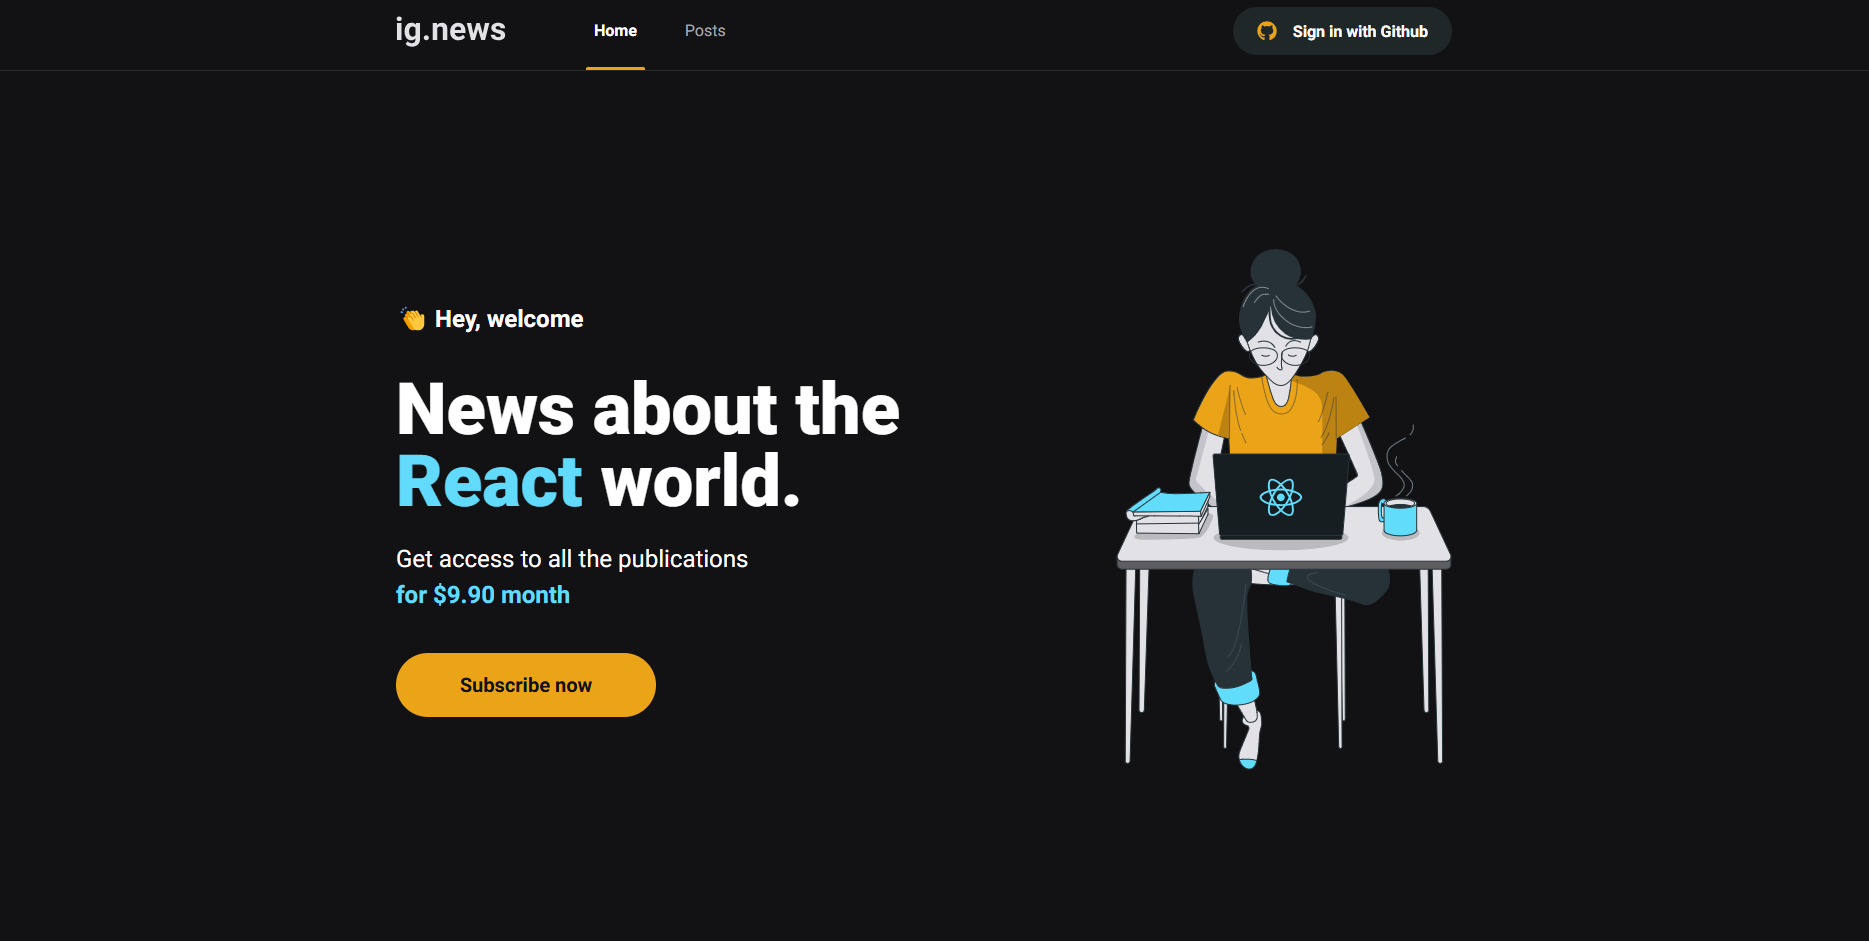 ig.news
Home
Posts
Sign in with Github
👏 Hey, welcome
News about the
React world.
Get access to all the publications
for $9.90 month
Subscribe now